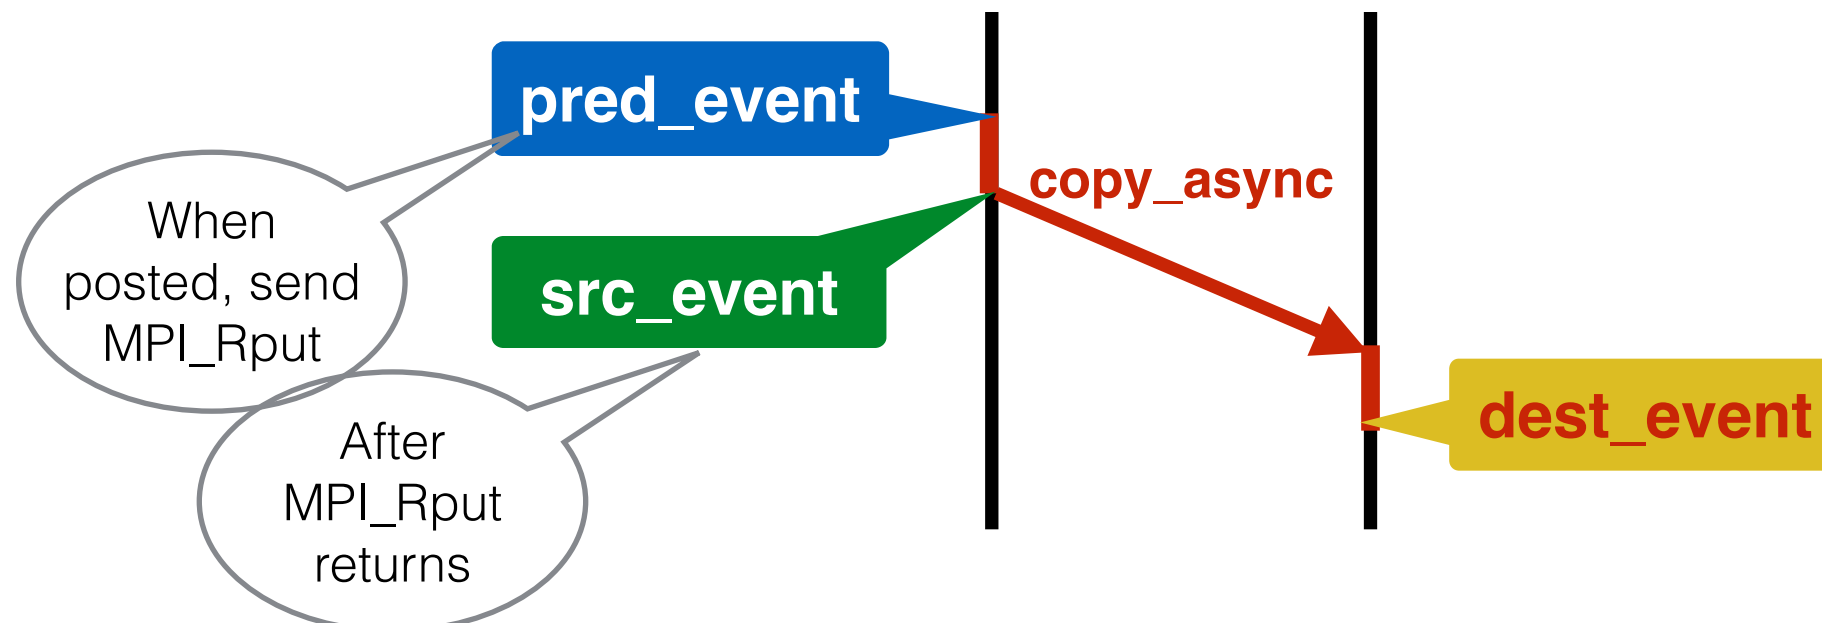 pred_event
copy_async
When
posted, send
MPI_Rput
src_event
dest_event
After
MPI_Rput
returns